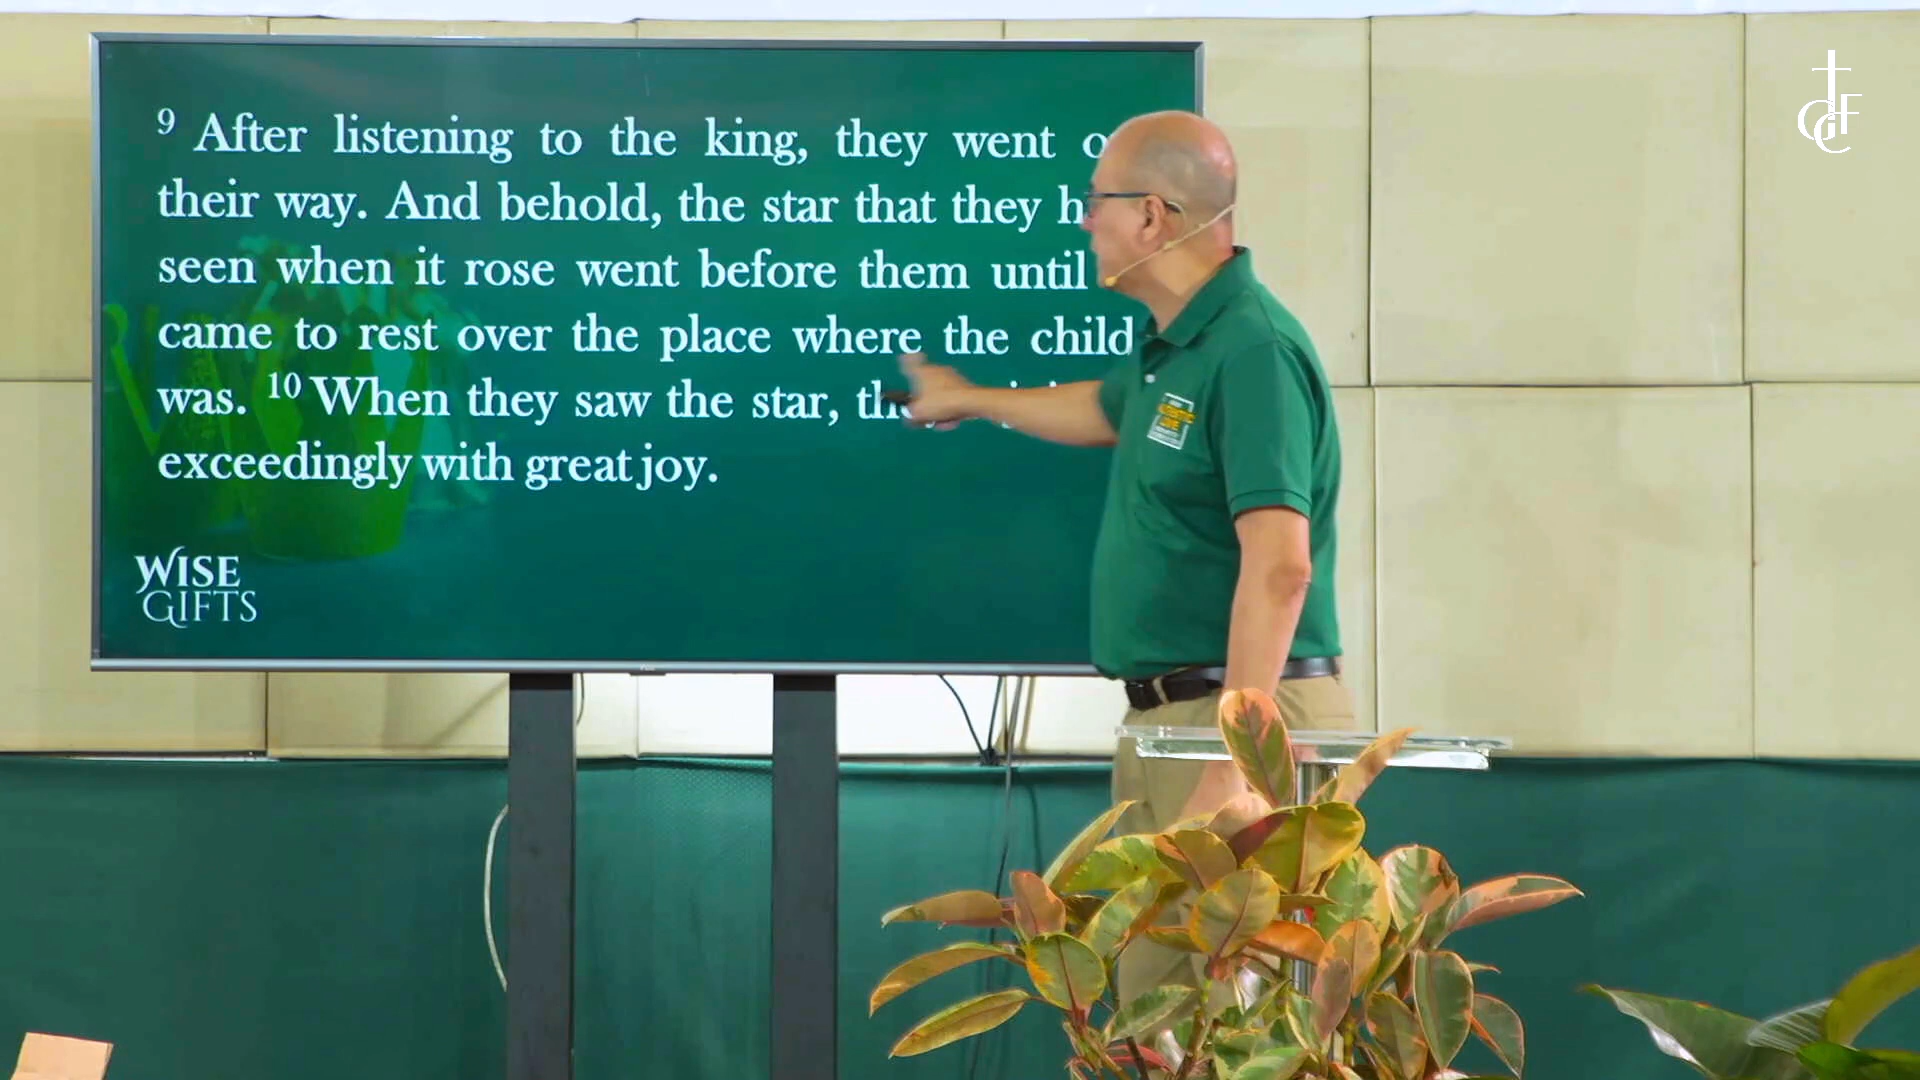 9 After listening to the king, they went
their way. And behold, the star that they
seen when it rose went before them until
came to rest over the place where the child
was. 10 When they saw the star,
exceedingly with great joy.
WISE
GIFTS
CCF